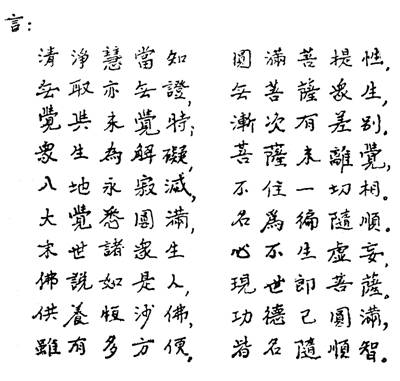 言：
清淨慧當知 圓滿菩提性，
无取亦无證， 无菩薩衆生，
覺與未覺時， 漸次有差別。
衆生為解礙， 菩薩未離覺，
入地永寂滅， 不住一切相。
大覺悉圓滿， 名爲徧隨順。
末世諸衆生 心不生虛妄，
佛説如是人， 現世即菩薩。
供養恒沙佛， 功德已圓滿，
雖有多方便。 皆名隨順智。